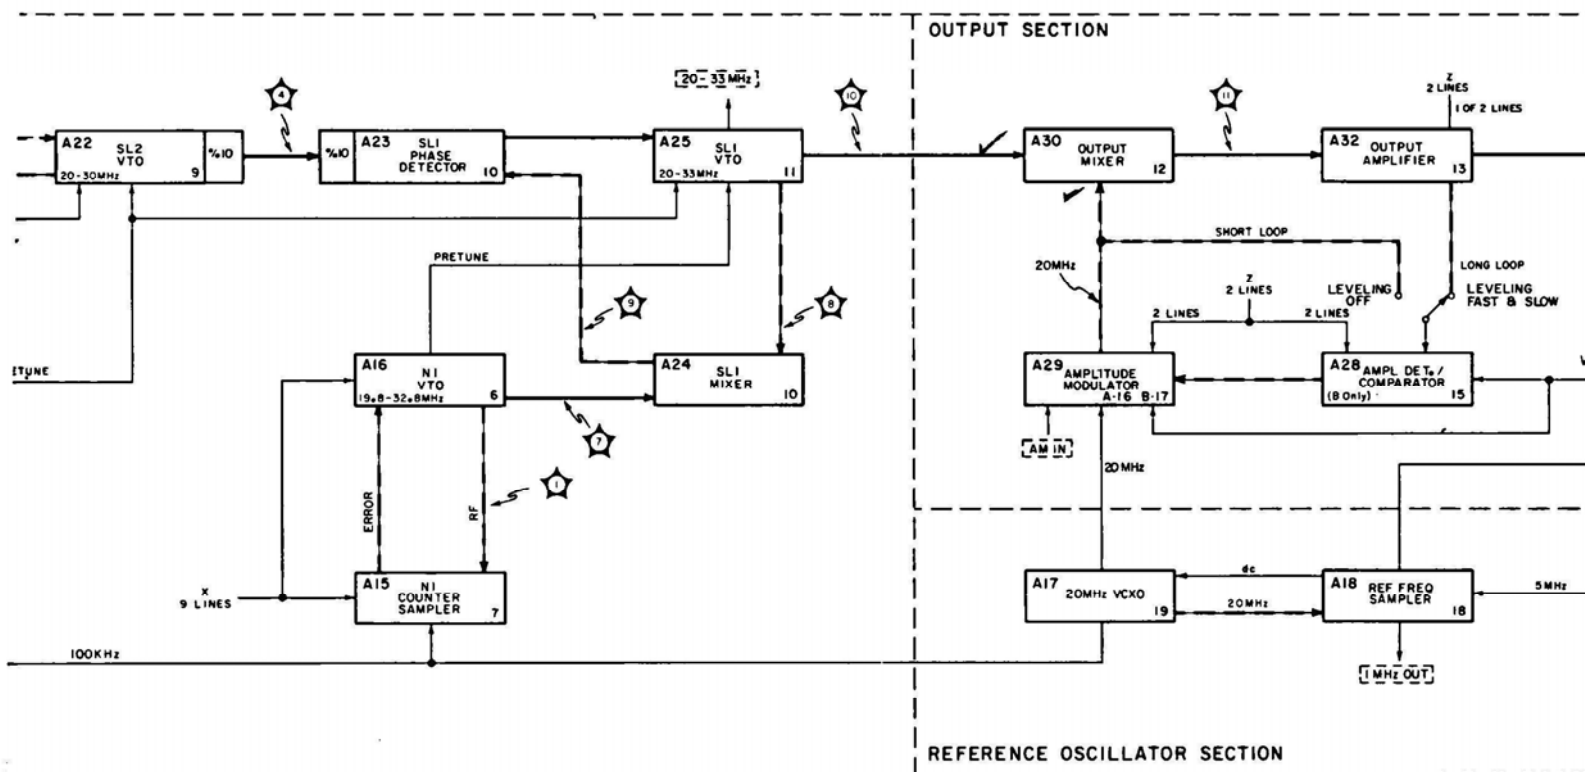 OUTPUT SECTION
Z
2 LINES
1 OF 2 LINES
20-33MHz
4
10
11
A22
SL2
VTO
20-30MHz
9
%10
%10
A23
SL1
PHASE
DETECTOR
10
A25
SL1
VTO
20-33MHz
11
A30
OUTPUT
MIXER
12
A32
OUTPUT
AMPLIFIER
13
SHORT LOOP
PRETUNE
20MHz
LONG LOOP
Z
2 LINES
LEVELING
OFF
LEVELING
FAST & SLOW
9
8
2 LINES
2 LINES
ETUNE
A16
N1
VTO
19.8-32.8MHz
6
A24
SL1
MIXER
10
A29
AMPLITUDE
MODULATOR
A-16 B-17
A28
AMPL DET./
COMPARATOR
(B Only)
15
7
AM IN
20MHz
1
ERROR
RF
X
9 LINES
A15
N1
COUNTER
SAMPLER
7
A17
20MHz VCXO
19
dc
20MHz
A18
REF FREQ
SAMPLER
18
5MHz
100KHz
1 MHz OUT
REFERENCE OSCILLATOR SECTION